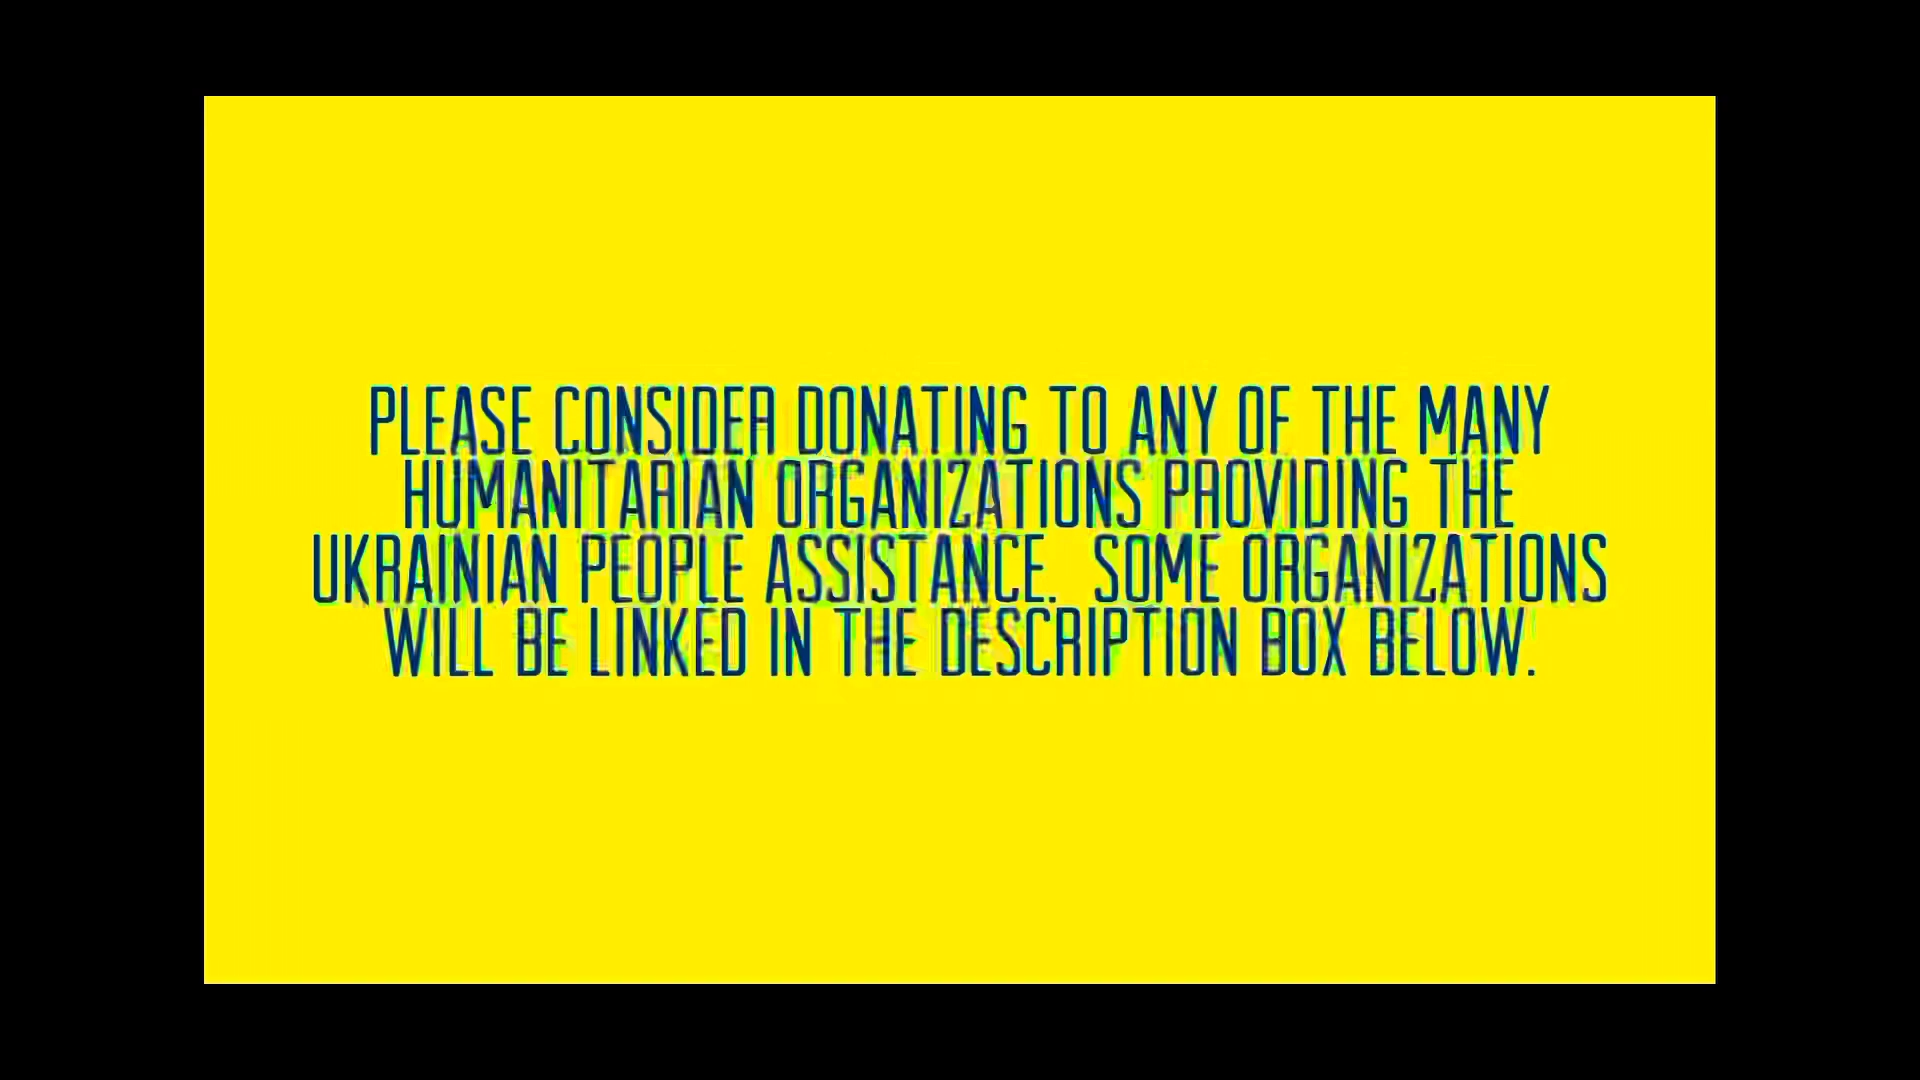 PLEASE CONSIDER DONATING TO ANY OF THE MANY
HUMANITARIAN ORGANIZATIONS PROVIDING THE
UKRAINIAN PEOPLE ASSISTANCE.  SOME ORGANIZATIONS
WILL BE LINKED IN THE DESCRIPTION BOX BELOW.